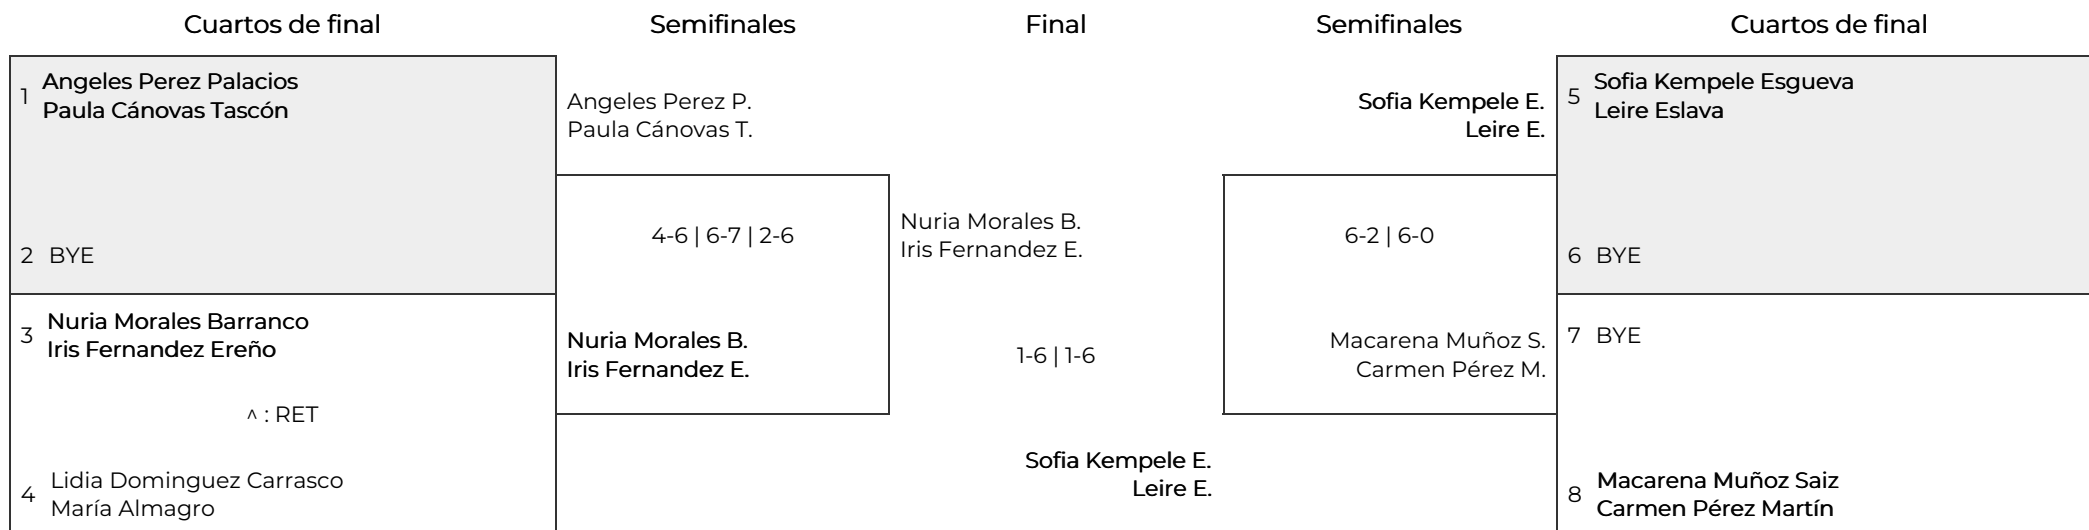 Cuartos de final
Semifinales
Final
Semifinales
Cuartos de final
1
Angeles Perez Palacios
Paula Cánovas Tascón
2 BYE
3
Nuria Morales Barranco
Iris Fernandez Ereño
^ : RET
4
Lidia Dominguez Carrasco
María Almagro
Angeles Perez P.
Paula Cánovas T.
4-6 | 6-7 | 2-6
Nuria Morales B.
Iris Fernandez E.
Nuria Morales B.
Iris Fernandez E.
1-6 | 1-6
Sofia Kempele E.
Leire E.
Sofia Kempele E.
Leire E.
6-2 | 6-0
Macarena Muñoz S.
Carmen Pérez M.
5
Sofia Kempele Esgueva
Leire Eslava
6 BYE
7 BYE
8
Macarena Muñoz Saiz
Carmen Pérez Martín